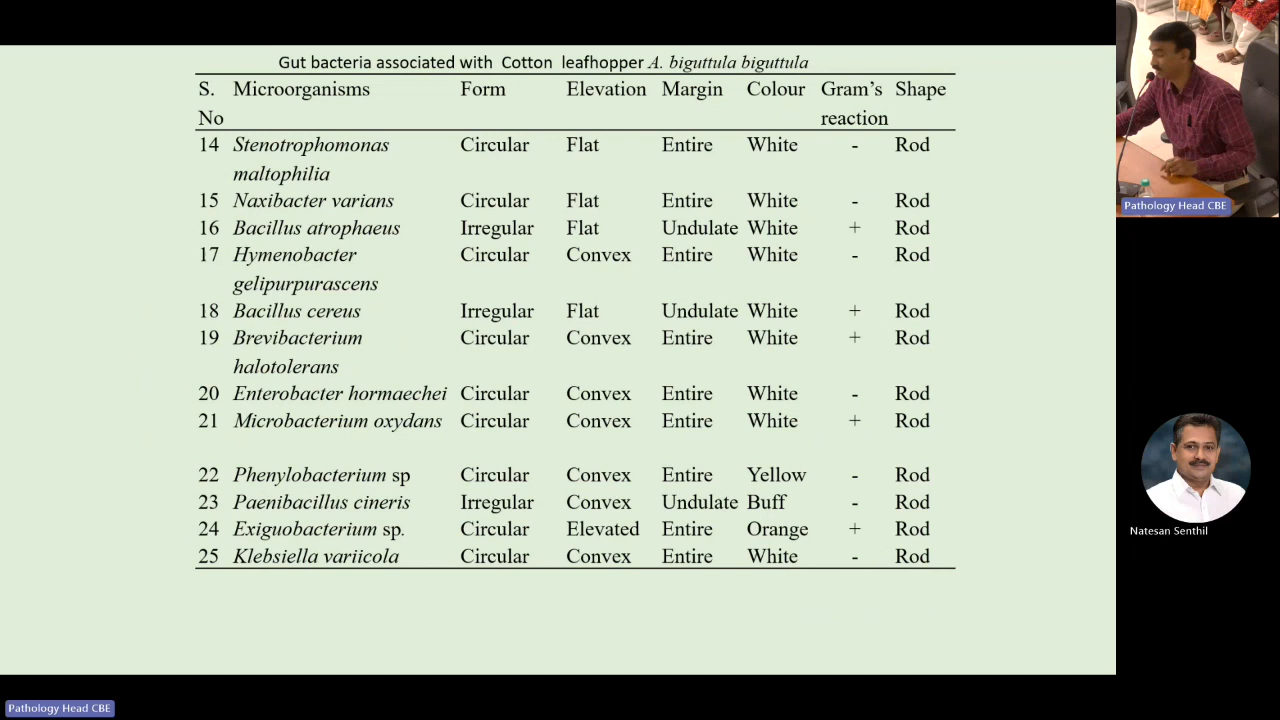 Gut bacteria associated with Cotton leafhopper A. biguttula biguttula
S. Microorganisms Form Elevation Margin Colour Gram's Shape
No reaction
14 Stenotrophomonas Circular Flat Entire White - Rod
maltophilia
15 Naxibacter varians Circular Flat Entire White - Rod
16 Bacillus atrophaeus Irregular Flat Undulate White + Rod
17 Hymenobacter Circular Convex Entire White - Rod
gelipurpurascens
18 Bacillus cereus Irregular Flat Undulate White + Rod
19 Brevibacterium Circular Convex Entire White + Rod
halotolerans
20 Enterobacter hormaechei Circular Convex Entire White - Rod
21 Microbacterium oxydans Circular Convex Entire White + Rod
22 Phenylobacterium sp Circular Convex Entire Yellow - Rod
23 Paenibacillus cineris Irregular Convex Undulate Buff - Rod
24 Exiguobacterium sp. Circular Elevated Entire Orange + Rod
25 Klebsiella variicola Circular Convex Entire White - Rod
Pathology Head CBE
Natesan Senthil
Pathology Head CBE